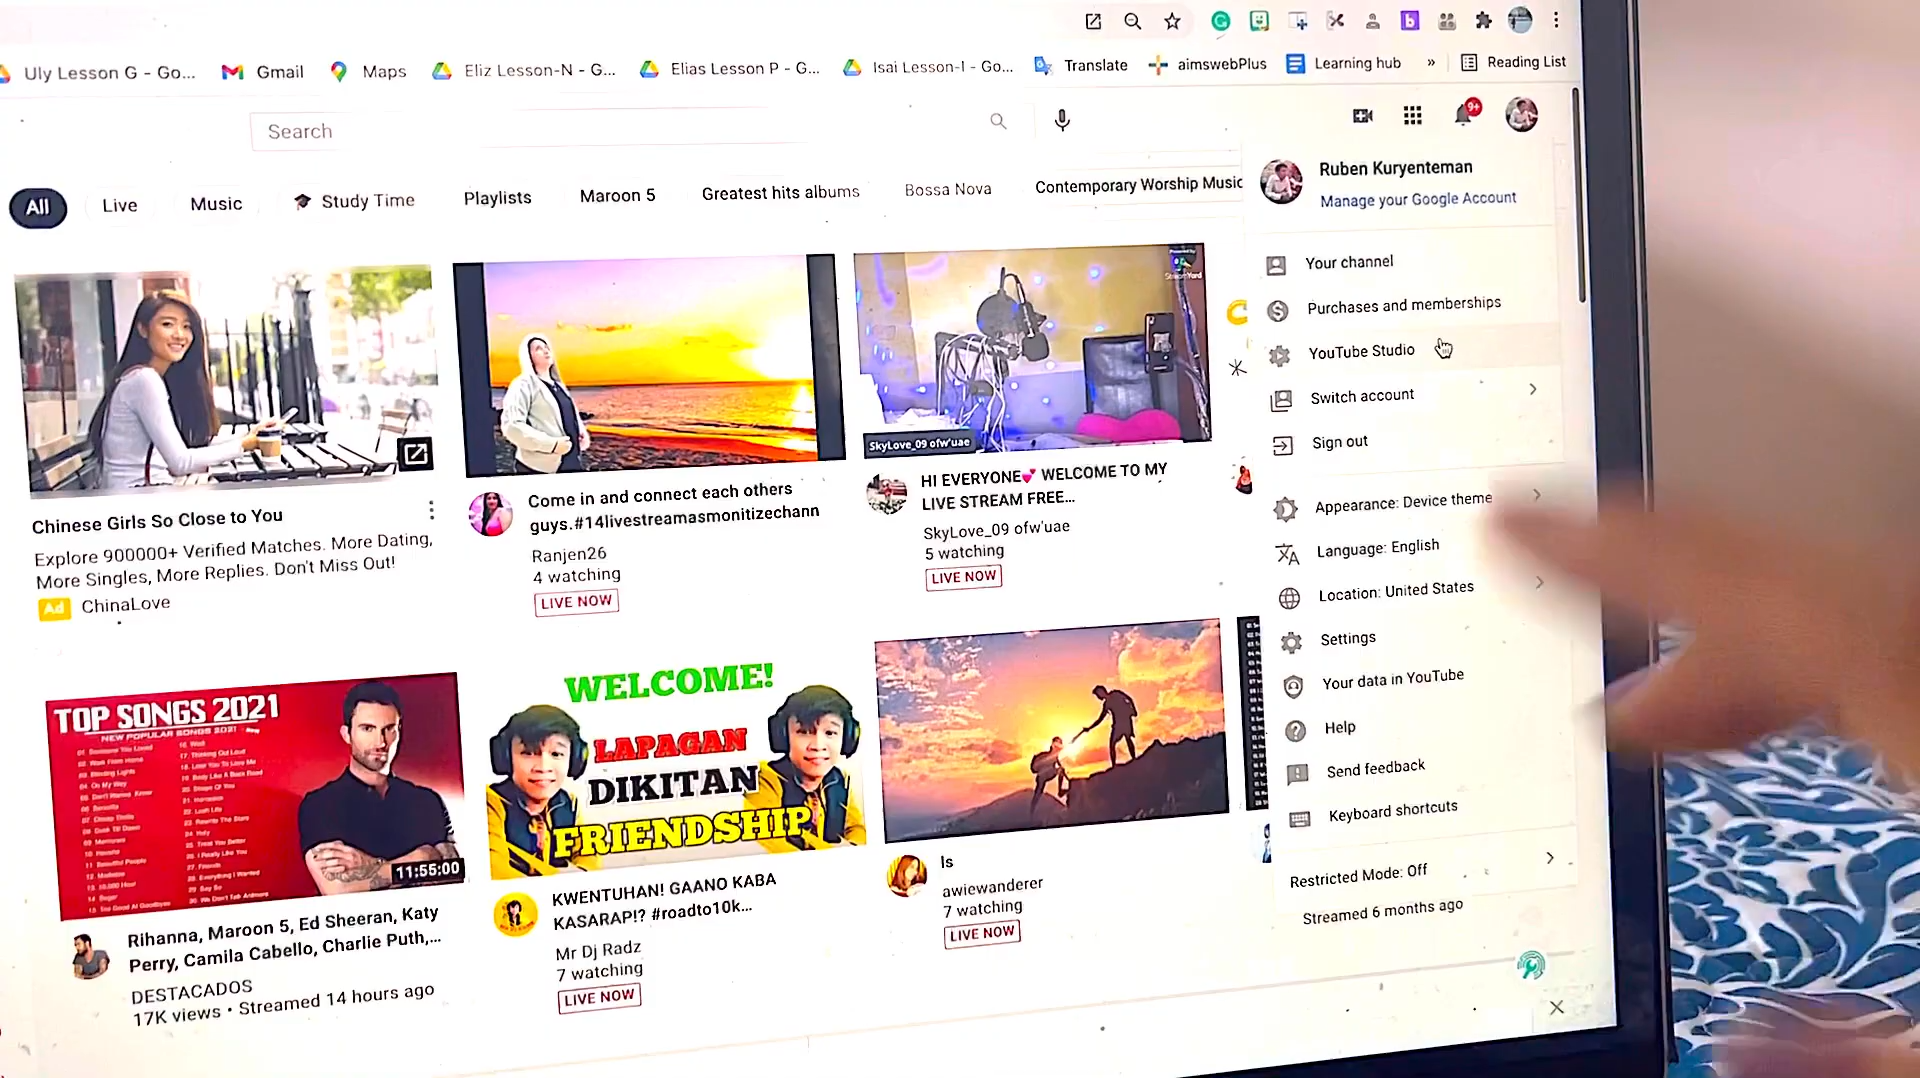 Uly Lesson G - Go...
Gmail
Maps
Eliz Lesson-N - G...
Elias Lesson P - G...
Isai Lesson-I - Go...
Translate
aimswebPlus
Learning hub
»
Reading List
Search
9+
All
Live
Music
Study Time
Playlists
Maroon 5
Greatest hits albums
Bossa Nova
Contemporary Worship Music
Ruben Kuryenteman
Manage your Google Account
Your channel
Purchases and memberships
YouTube Studio
Switch account
Sign out
Appearance: Device theme
Language: English
Location: United States
Settings
Your data in YouTube
Help
Send feedback
Keyboard shortcuts
Restricted Mode: Off
Streamed 6 months ago
Chinese Girls So Close to You
Explore 900000+ Verified Matches. More Dating,
More Singles, More Replies. Don't Miss Out!
Ad ChinaLove
Come in and connect each others
guys.#14livestreamasmonitizechann
Ranjen26
4 watching
LIVE NOW
StreamYard
SkyLove_09 ofw'uae
HI EVERYONE💕 WELCOME TO MY
LIVE STREAM FREE...
SkyLove_09 ofw'uae
5 watching
LIVE NOW
TOP SONGS 2021
NEW POPULAR SONGS 2021
11:55:00
Rihanna, Maroon 5, Ed Sheeran, Katy
Perry, Camila Cabello, Charlie Puth,...
DESTACADOS
17K views • Streamed 14 hours ago
WELCOME!
LAPAGAN
DIKITAN
FRIENDSHIP
KWENTUHAN! GAANO KABA
KASARAP!? #roadto10k...
Mr Dj Radz
7 watching
LIVE NOW
Is
awiewanderer
7 watching
LIVE NOW